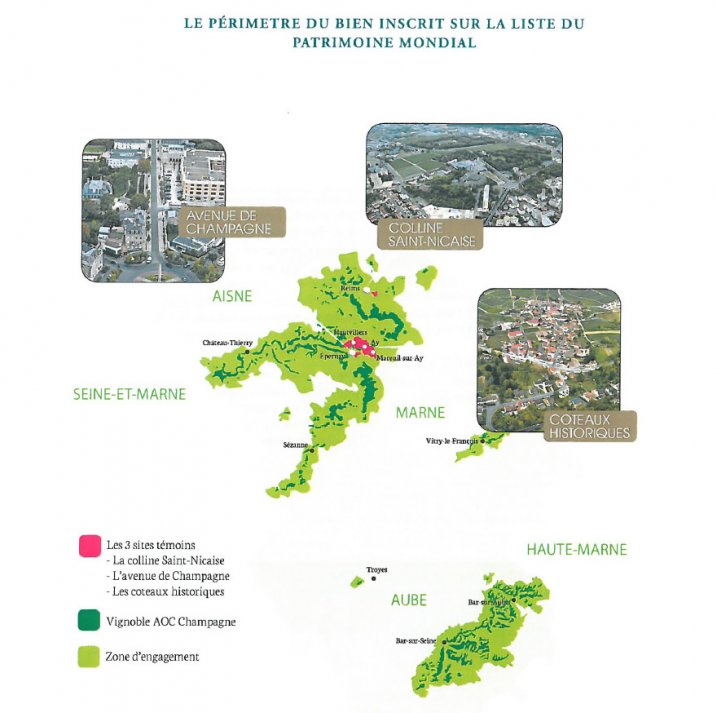 LE PÉRIMETRE DU BIEN INSCRIT SUR LA LISTE DU
PATRIMOINE MONDIAL
AVENUE DE
CHAMPAGNE
COLLINE
SAINT-NICAISE
AISNE
Reims
Hautvillers
Ay
Château-Thierry
Epernay
Mareuil sur Ay
SEINE-ET-MARNE
MARNE
COTEAUX
HISTORIQUES
Vitry-le-François
Sézanne
Les 3 sites témoins
- La colline Saint-Nicaise
- L'avenue de Champagne
- Les coteaux historiques
Vignoble AOC Champagne
Zone d'engagement
HAUTE-MARNE
Troyes
AUBE
Bar-sur-Aube
Bar-sur-Seine